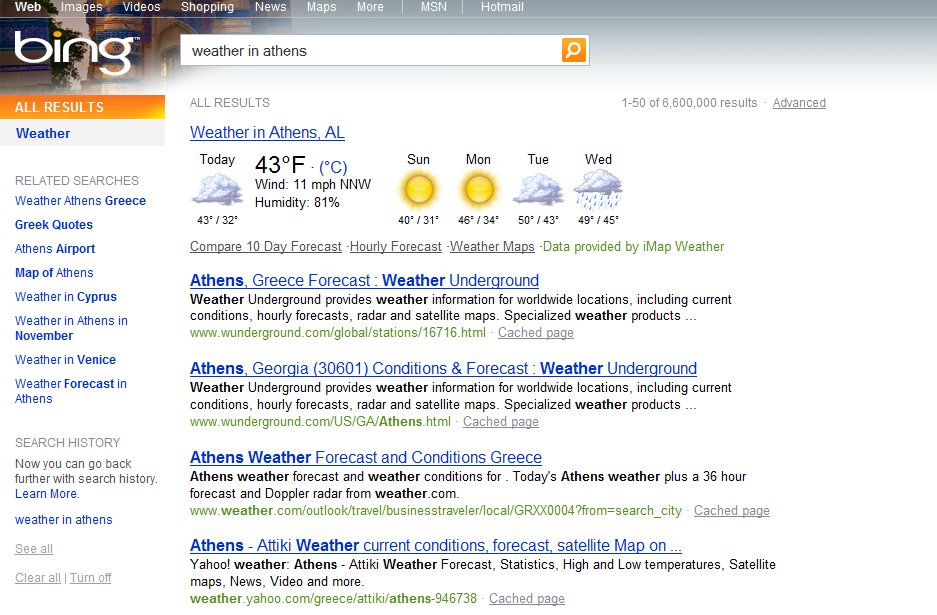 Web Images Videos Shopping News Maps More | MSN | Hotmail
bing™
weather in athens
ALL RESULTS
Weather
RELATED SEARCHES
Weather Athens Greece
Greek Quotes
Athens Airport
Map of Athens
Weather in Cyprus
Weather in Athens in
November
Weather in Venice
Weather Forecast in
Athens
SEARCH HISTORY
Now you can go back
further with search history.
Learn More.
weather in athens
See all
Clear all | Turn off
ALL RESULTS 1-50 of 6,600,000 results · Advanced
Weather in Athens, AL
Today 43°F · (°C) Sun Mon Tue Wed
Wind: 11 mph NNW
Humidity: 81%
43° / 32° 40° / 31° 46° / 34° 50° / 43° 49° / 45°
Compare 10 Day Forecast ·Hourly Forecast ·Weather Maps ·Data provided by iMap Weather
Athens, Greece Forecast : Weather Underground
Weather Underground provides weather information for worldwide locations, including current
conditions, hourly forecasts, radar and satellite maps. Specialized weather products ...
www.wunderground.com/global/stations/16716.html · Cached page
Athens, Georgia (30601) Conditions & Forecast : Weather Underground
Weather Underground provides weather information for worldwide locations, including current
conditions, hourly forecasts, radar and satellite maps. Specialized weather products ...
www.wunderground.com/US/GA/Athens.html · Cached page
Athens Weather Forecast and Conditions Greece
Athens weather forecast and weather conditions for . Today's Athens weather plus a 36 hour
forecast and Doppler radar from weather.com.
www.weather.com/outlook/travel/businesstraveler/local/GRXX0004?from=search_city · Cached page
Athens - Attiki Weather current conditions, forecast, satellite Map on ...
Yahoo! weather: Athens - Attiki Weather Forecast, Statistics, High and Low temperatures, Satellite
maps, News, Video and more.
weather.yahoo.com/greece/attiki/athens-946738 · Cached page